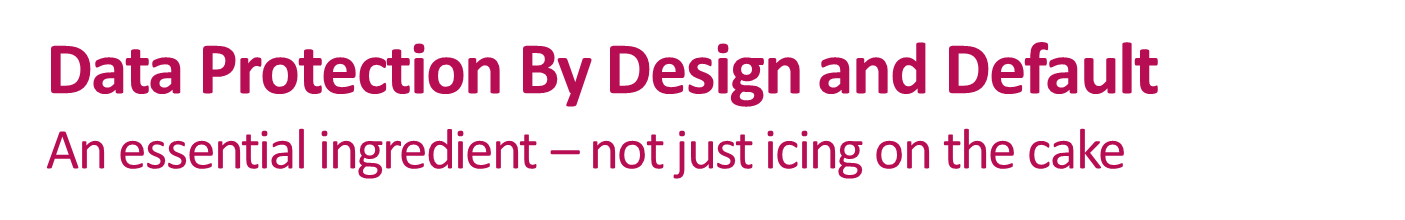 Data Protection By Design and Default
An essential ingredient – not just icing on the cake